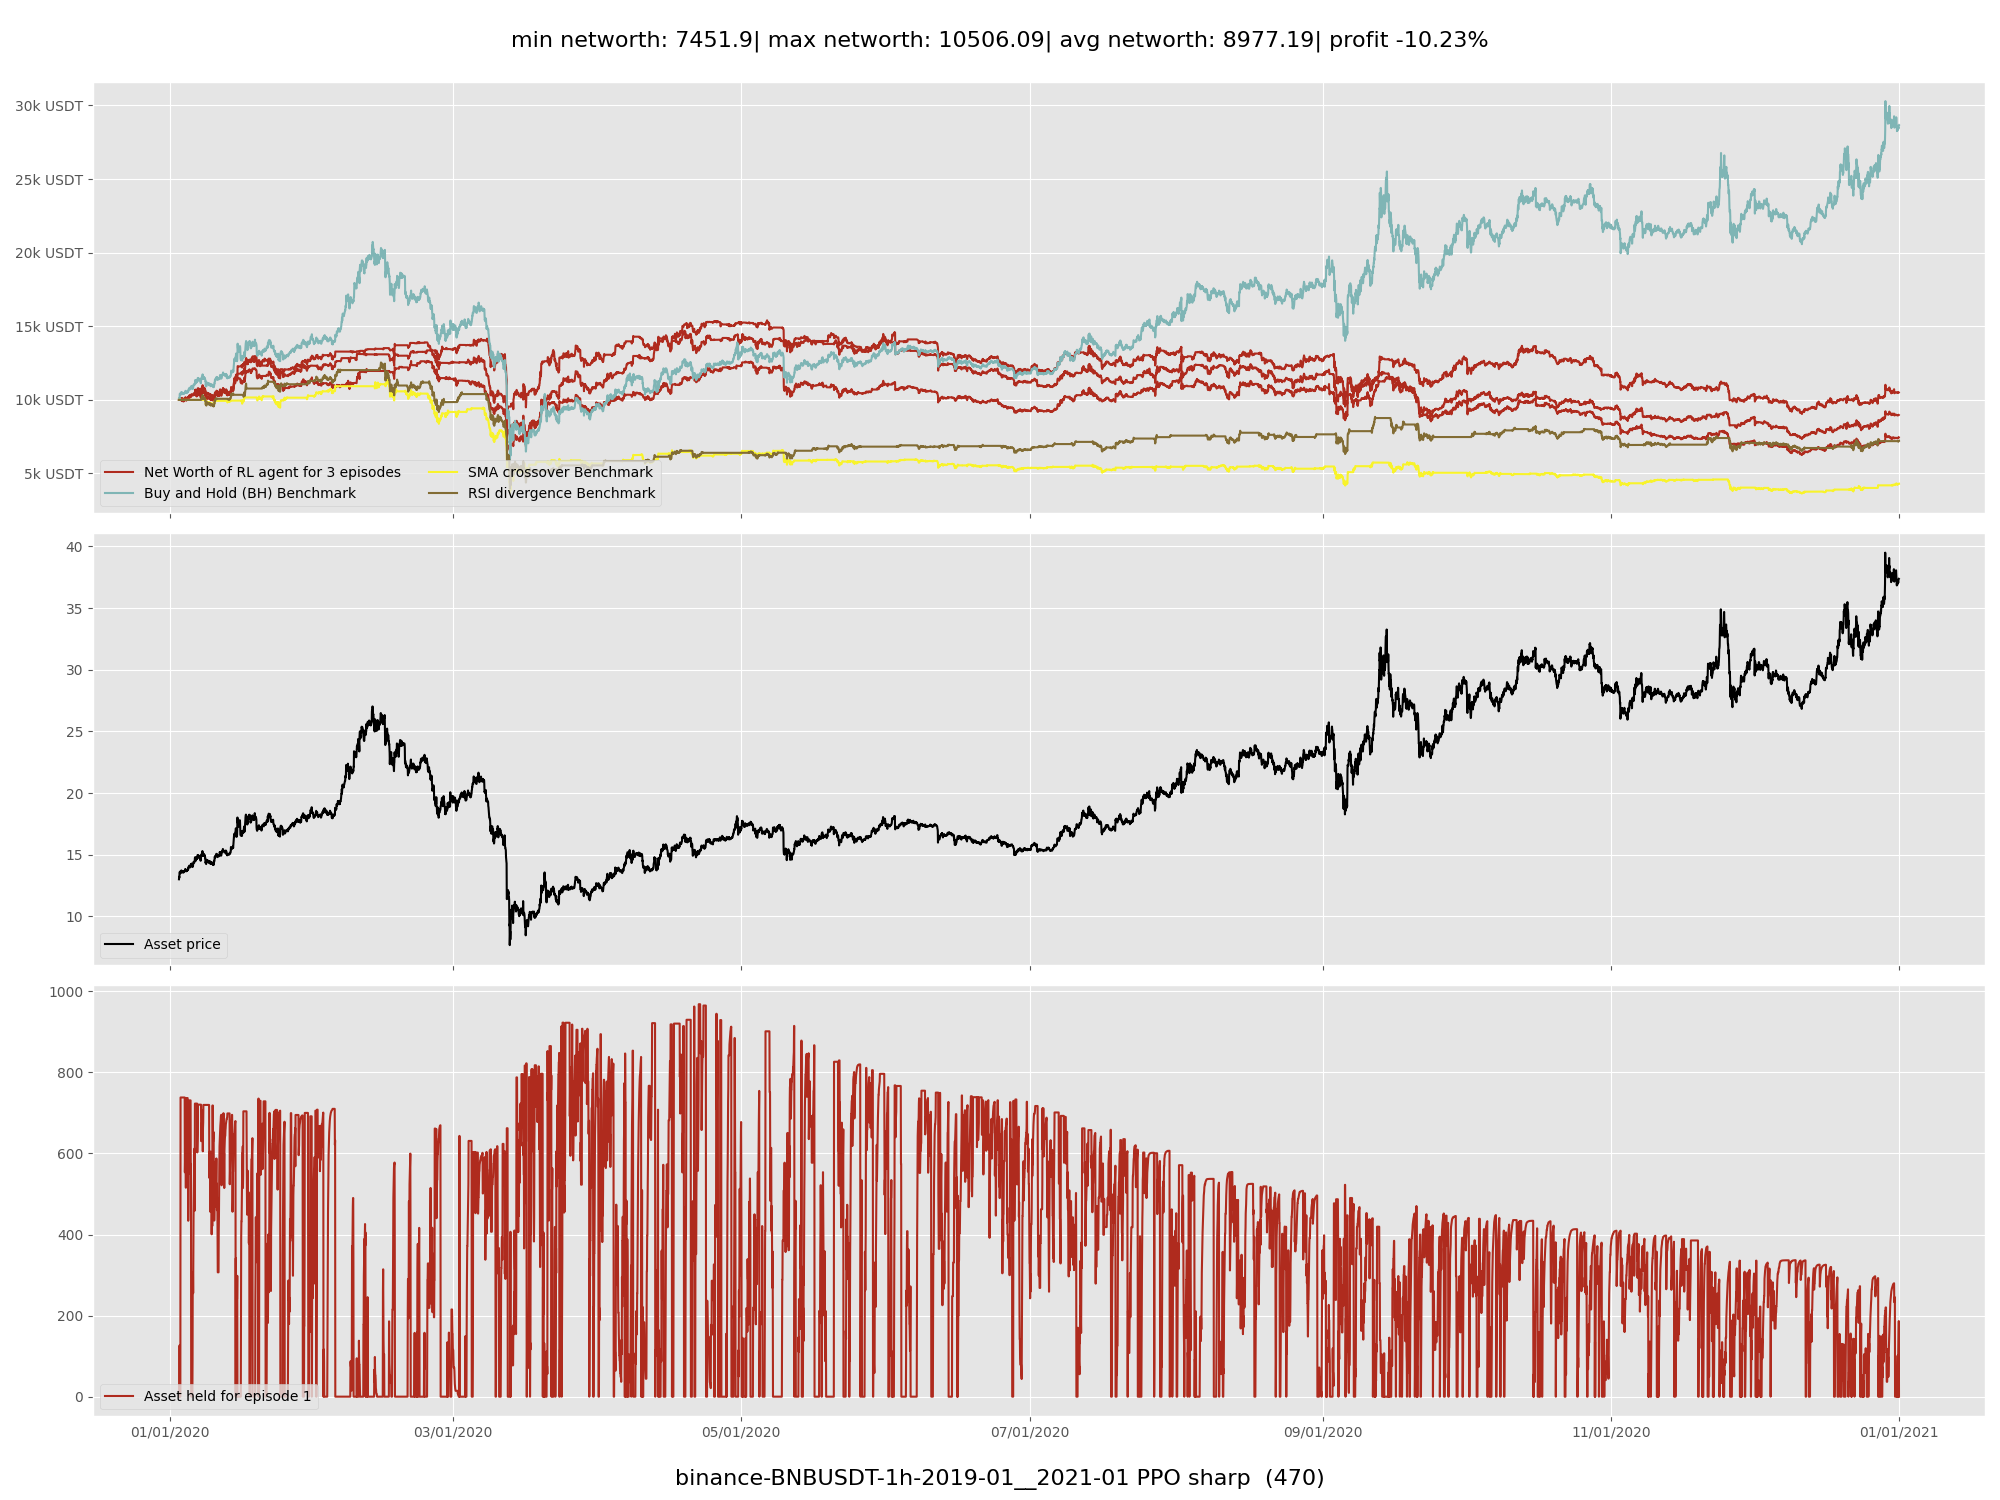 min networth: 7451.9| max networth: 10506.09| avg networth: 8977.19| profit -10.23%
30k USDT
25k USDT
20k USDT
15k USDT
10k USDT
5k USDT
Net Worth of RL agent for 3 episodes
Buy and Hold (BH) Benchmark
SMA crossover Benchmark
RSI divergence Benchmark
40
35
30
25
20
15
10
Asset price
1000
800
600
400
200
0
Asset held for episode 1
01/01/2020 03/01/2020 05/01/2020 07/01/2020 09/01/2020 11/01/2020 01/01/2021
binance-BNBUSDT-1h-2019-01__2021-01 PPO sharp (470)